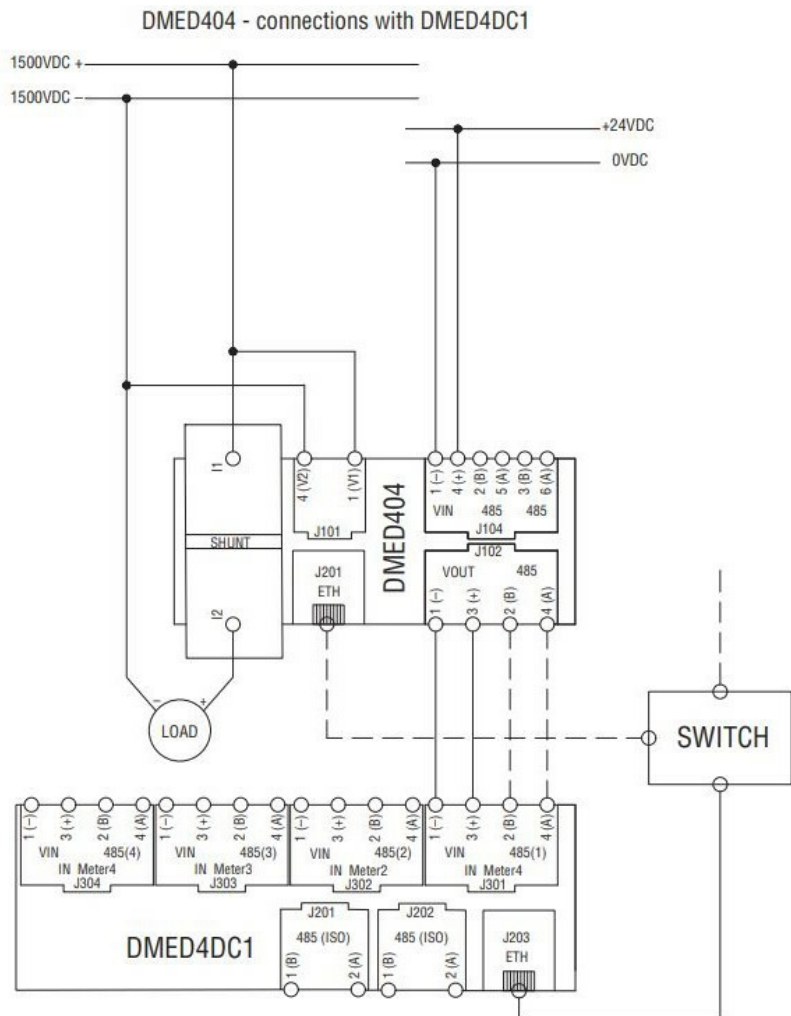 DMED404 - connections with DMED4DC1
1500VDC +
1500VDC –
+24VDC
0VDC
I1
SHUNT
I2
4 (V2)
1 (V1)
J101
J201
ETH
DMED404
1 (–)
4 (+)
2 (B)
5 (A)
3 (B)
6 (A)
VIN 485 485
J104
J102
VOUT 485
1 (–)
3 (+)
2 (B)
4 (A)
– +
LOAD
SWITCH
1 (–)
3 (+)
2 (B)
4 (A)
VIN 485(4)
IN Meter4
J304
1 (–)
3 (+)
2 (B)
4 (A)
VIN 485(3)
IN Meter3
J303
1 (–)
3 (+)
2 (B)
4 (A)
VIN 485(2)
IN Meter2
J302
1 (–)
3 (+)
2 (B)
4 (A)
VIN 485(1)
IN Meter4
J301
DMED4DC1
J201
485 (ISO)
1 (B)
2 (A)
J202
485 (ISO)
1 (B)
2 (A)
J203
ETH